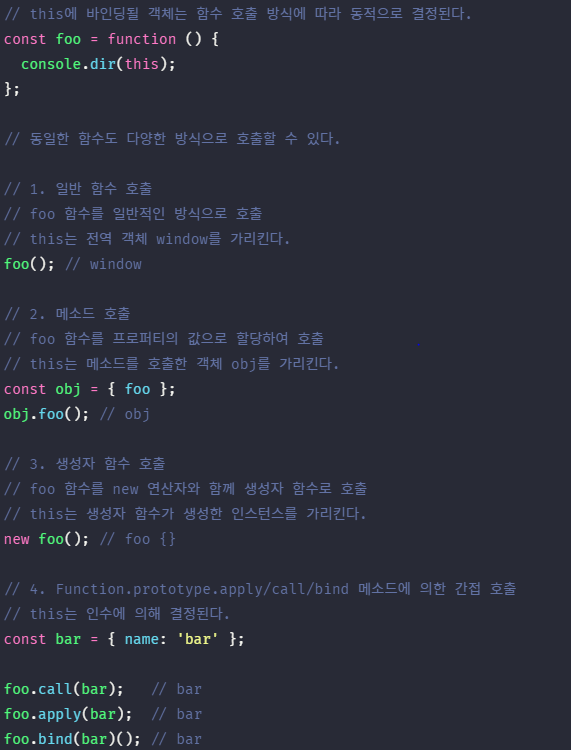 // this에 바인딩될 객체는 함수 호출 방식에 따라 동적으로 결정된다.
const foo = function () {
  console.dir(this);
};

// 동일한 함수도 다양한 방식으로 호출할 수 있다.

// 1. 일반 함수 호출
// foo 함수를 일반적인 방식으로 호출
// this는 전역 객체 window를 가리킨다.
foo(); // window

// 2. 메소드 호출
// foo 함수를 프로퍼티의 값으로 할당하여 호출
// this는 메소드를 호출한 객체 obj를 가리킨다.
const obj = { foo };
obj.foo(); // obj

// 3. 생성자 함수 호출
// foo 함수를 new 연산자와 함께 생성자 함수로 호출
// this는 생성자 함수가 생성한 인스턴스를 가리킨다.
new foo(); // foo {}

// 4. Function.prototype.apply/call/bind 메소드에 의한 간접 호출
// this는 인수에 의해 결정된다.
const bar = { name: 'bar' };

foo.call(bar);   // bar
foo.apply(bar);  // bar
foo.bind(bar)(); // bar